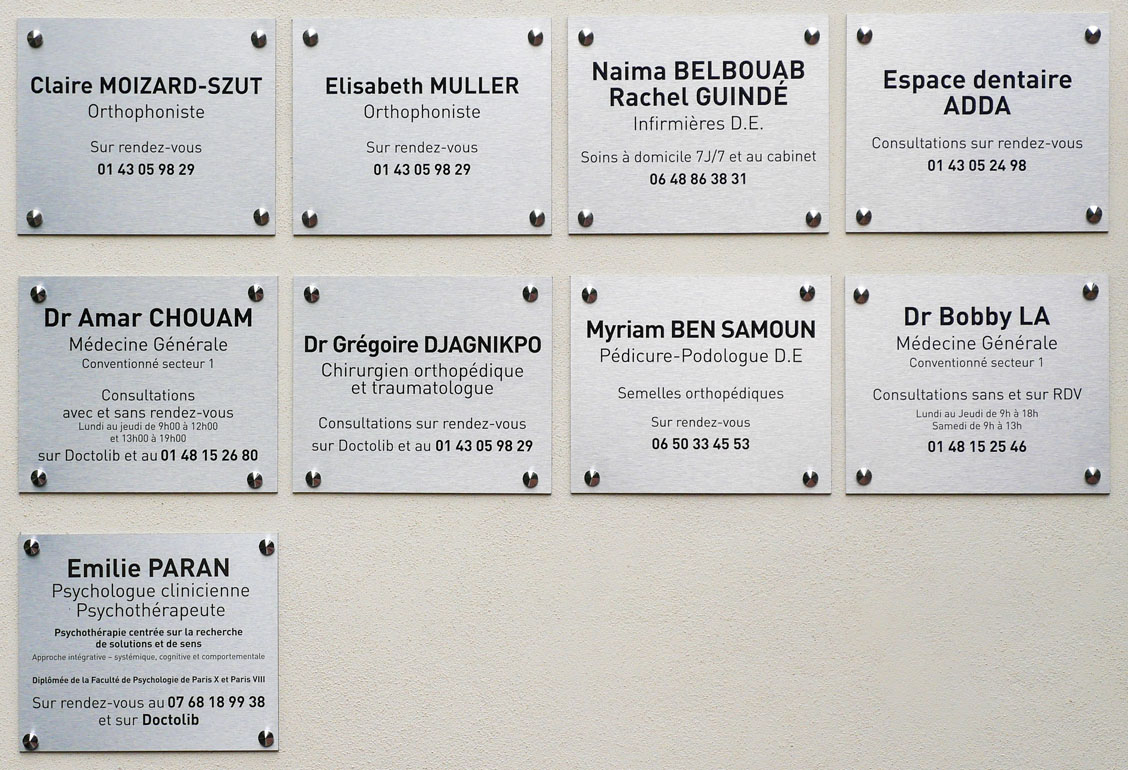 Claire MOIZARD-SZUT
Orthophoniste
Sur rendez-vous
01 43 05 98 29
Elisabeth MULLER
Orthophoniste
Sur rendez-vous
01 43 05 98 29
Naima BELBOUAB
Rachel GUINDÉ
Infirmières D.E.
Soins à domicile 7J/7 et au cabinet
06 48 86 38 31
Espace dentaire
ADDA
Consultations sur rendez-vous
01 43 05 24 98
Dr Amar CHOUAM
Médecine Générale
Conventionné secteur 1
Consultations
avec et sans rendez-vous
Lundi au jeudi de 9h00 à 12h00
et 13h00 à 19h00
sur Doctolib et au 01 48 15 26 80
Dr Grégoire DJAGNIKPO
Chirurgien orthopédique
et traumatologue
Consultations sur rendez-vous
sur Doctolib et au 01 43 05 98 29
Myriam BEN SAMOUN
Pédicure-Podologue D.E
Semelles orthopédiques
Sur rendez-vous
06 50 33 45 53
Dr Bobby LA
Médecine Générale
Conventionné secteur 1
Consultations sans et sur RDV
Lundi au Jeudi de 9h à 18h
Samedi de 9h à 13h
01 48 15 25 46
Emilie PARAN
Psychologue clinicienne
Psychothérapeute
Psychothérapie centrée sur la recherche
de solutions et de sens
Approche intégrative – systémique, cognitive et comportementale
Diplômée de la Faculté de Psychologie de Paris X et Paris VIII
Sur rendez-vous au 07 68 18 99 38
et sur Doctolib